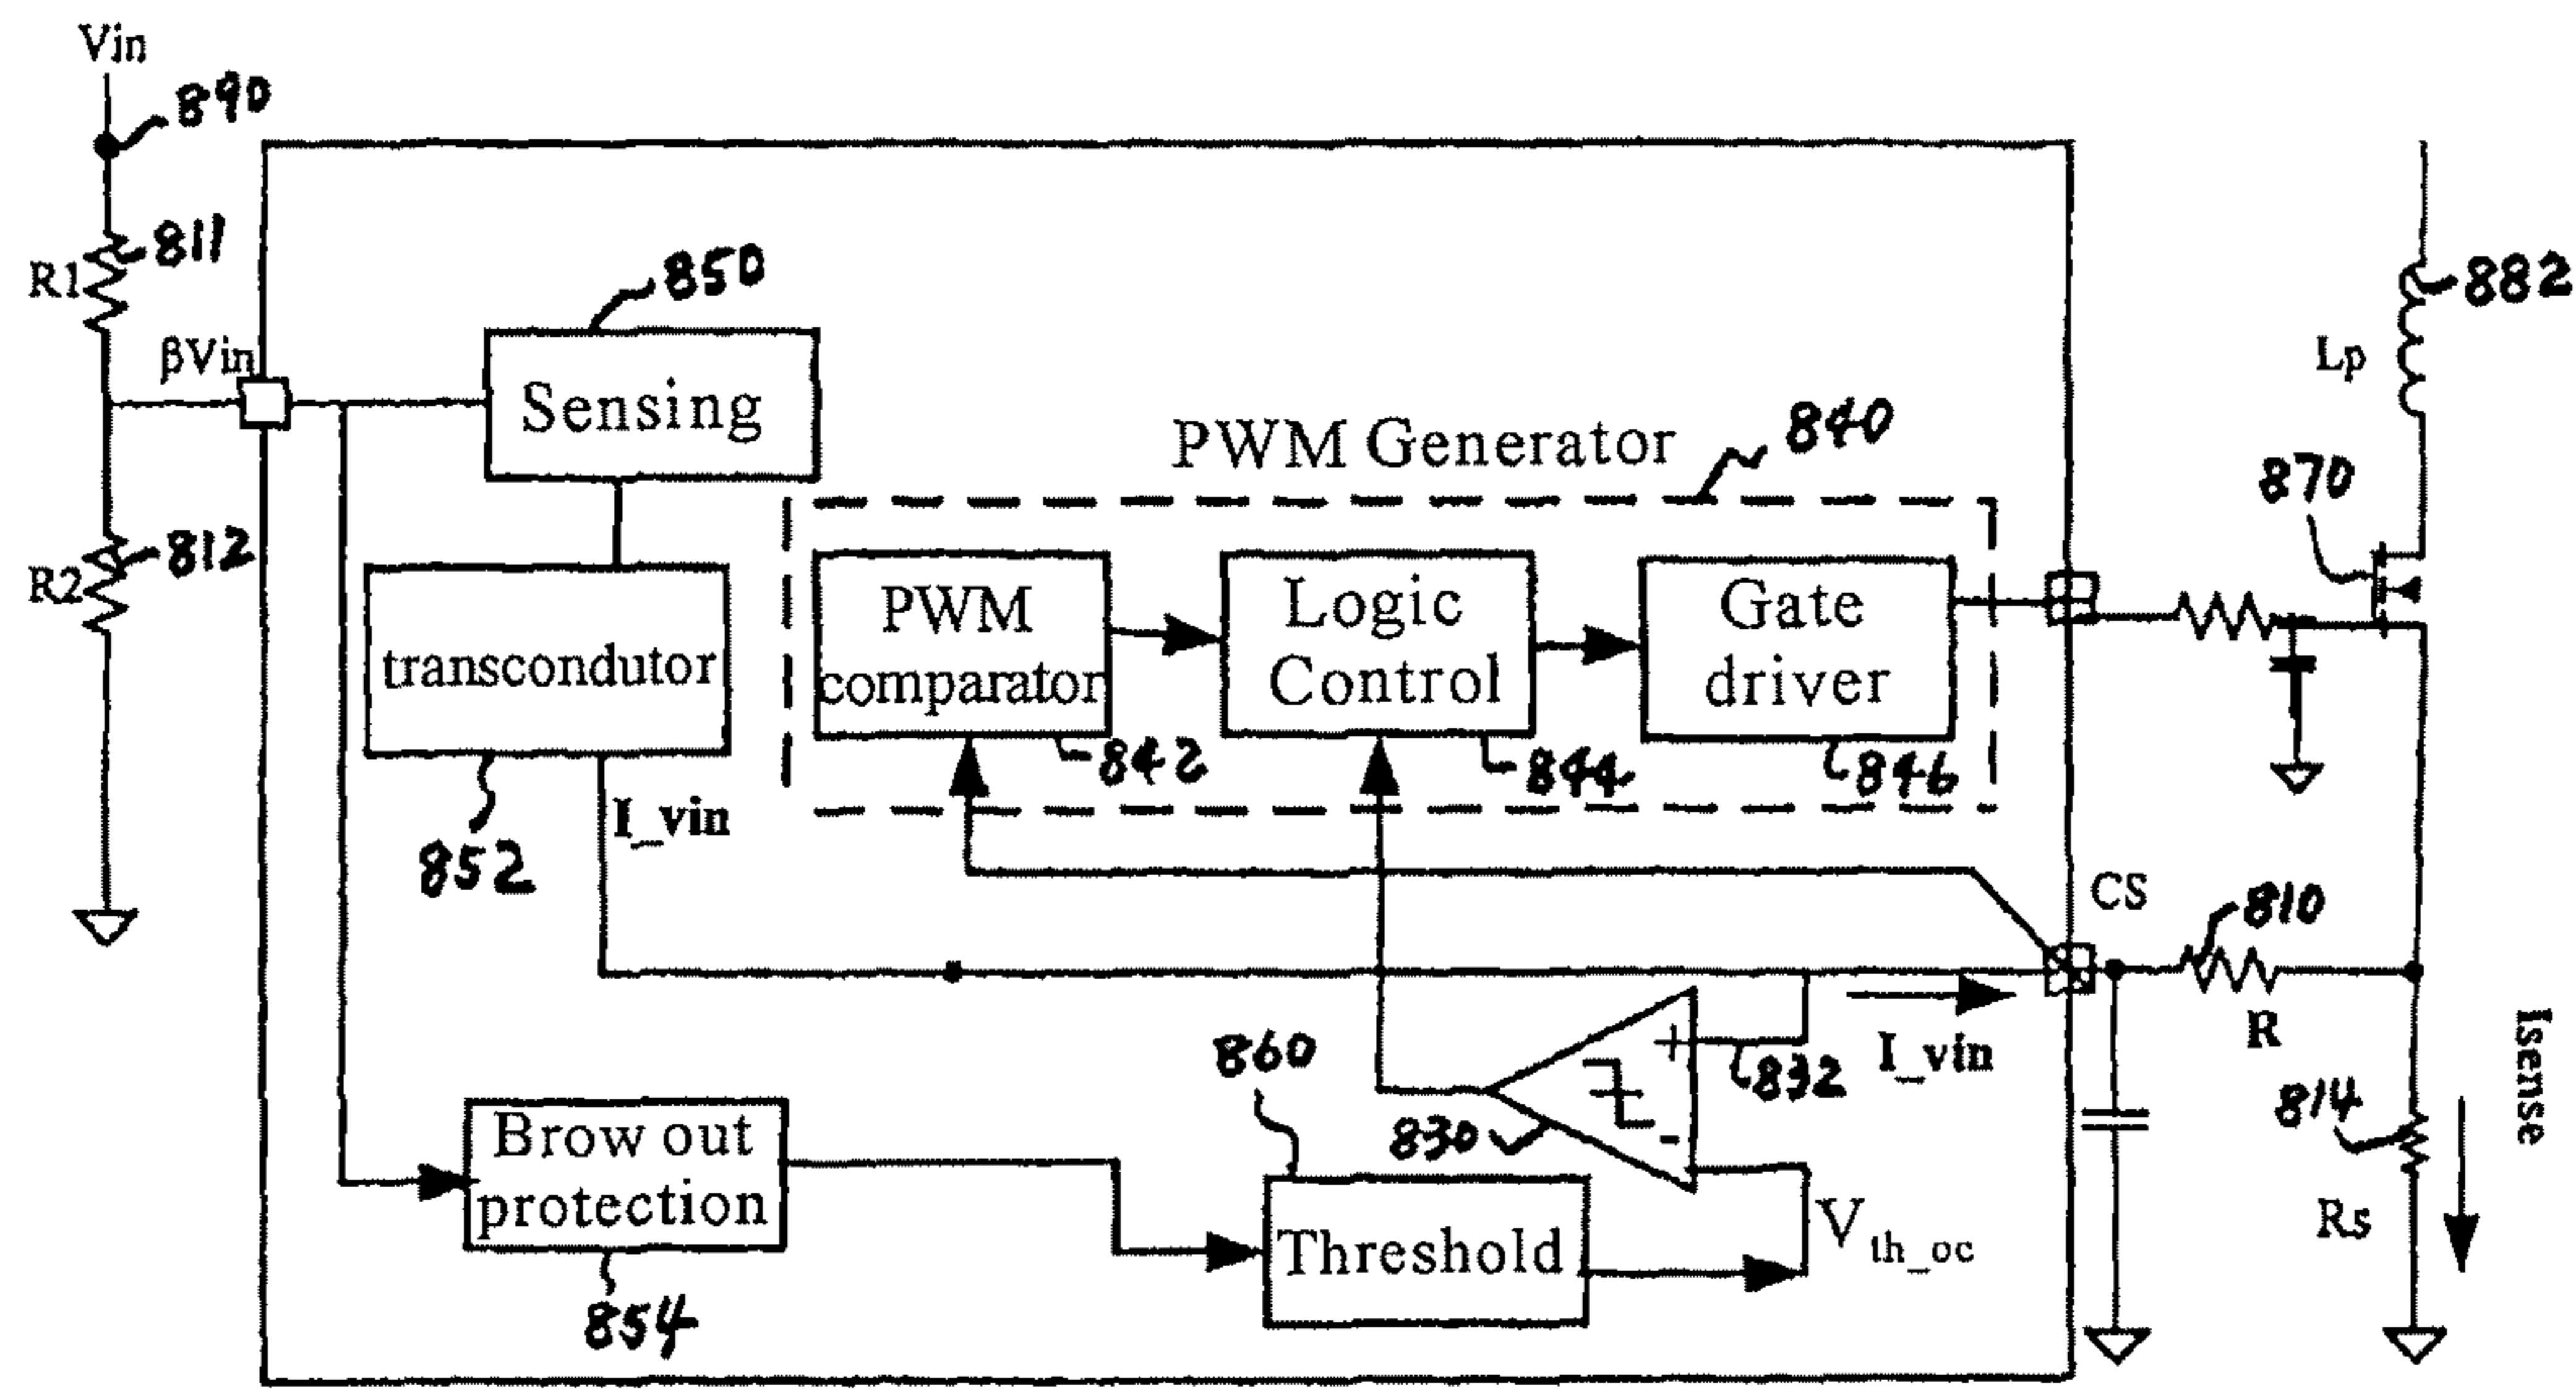 Vin
890
811
R1
βVin
812
R2
850
Sensing
transcondutor
852
I_vin
PWM Generator
840
PWM
comparator
842
Logic
Control
844
Gate
driver
846
882
Lp
870
CS
810
R
Isense
814
Rs
I_vin
832
+
-
830
860
Threshold
Vth_oc
Brow out
protection
854